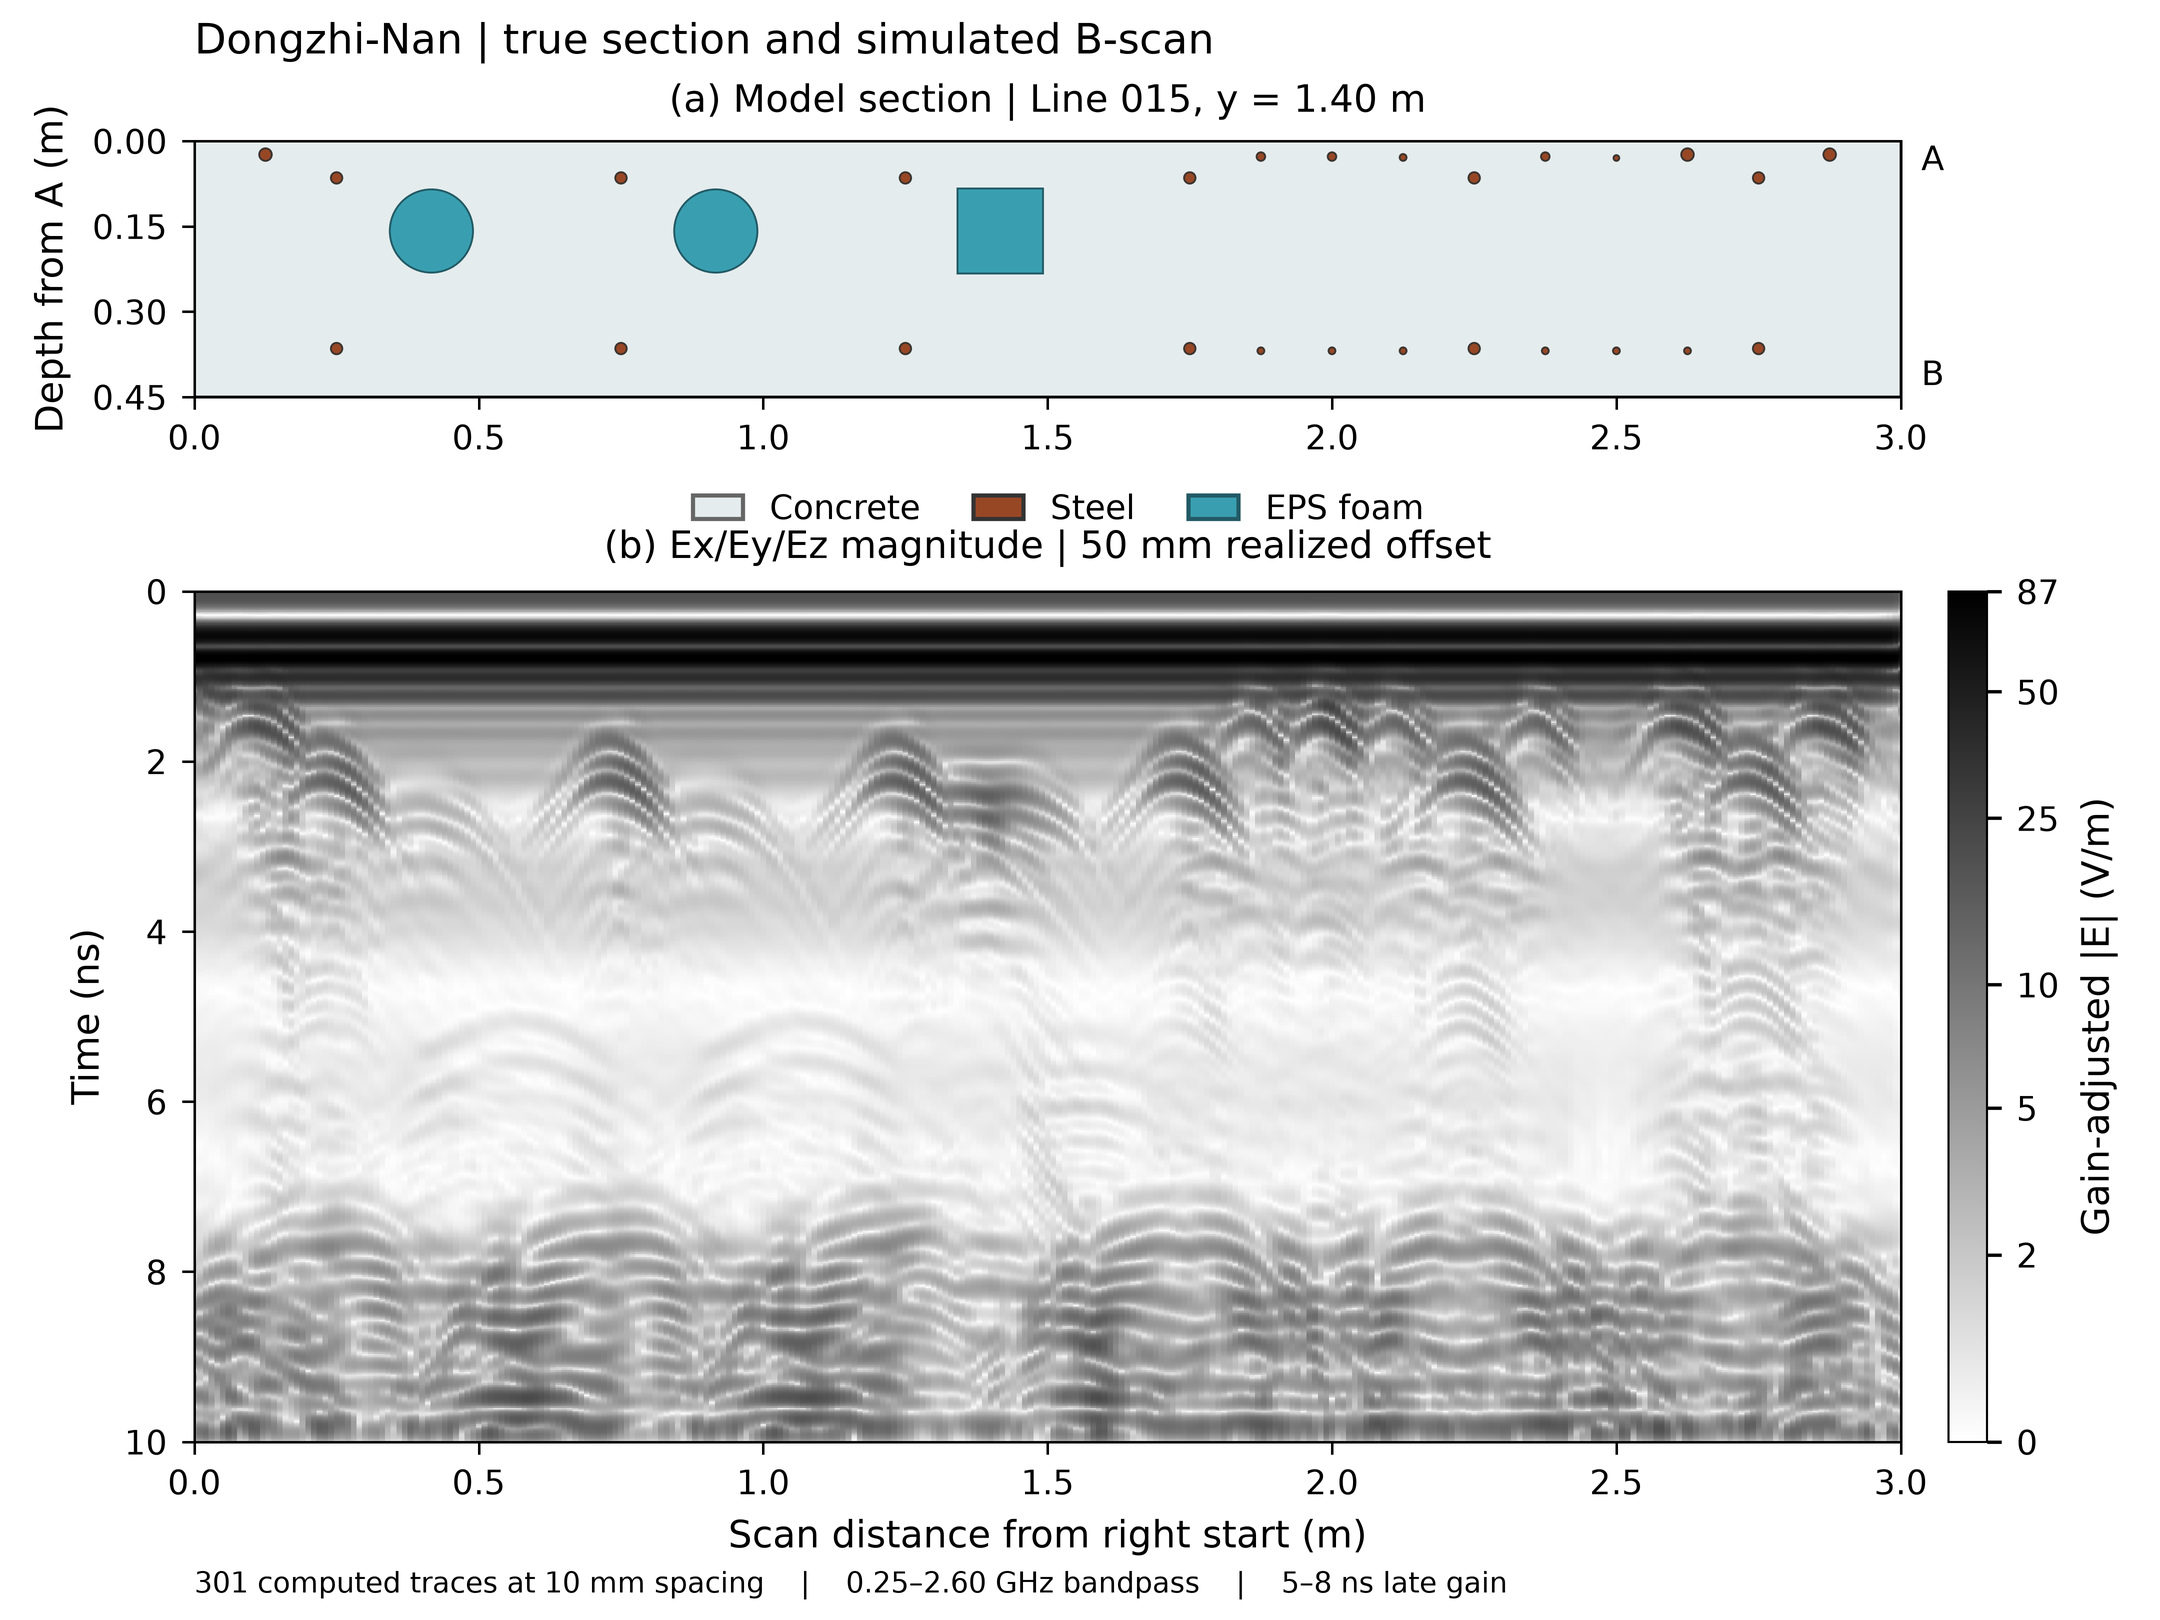 Dongzhi-Nan | true section and simulated B-scan
(a) Model section | Line 015, y = 1.40 m
Depth from A (m)
0.00
0.15
0.30
0.45
A
B
0.0 0.5 1.0 1.5 2.0 2.5 3.0
Concrete Steel EPS foam
(b) Ex/Ey/Ez magnitude | 50 mm realized offset
Time (ns)
0
2
4
6
8
10
87
50
25
10
5
2
0
Gain-adjusted |E| (V/m)
0.0 0.5 1.0 1.5 2.0 2.5 3.0
Scan distance from right start (m)
301 computed traces at 10 mm spacing | 0.25–2.60 GHz bandpass | 5–8 ns late gain